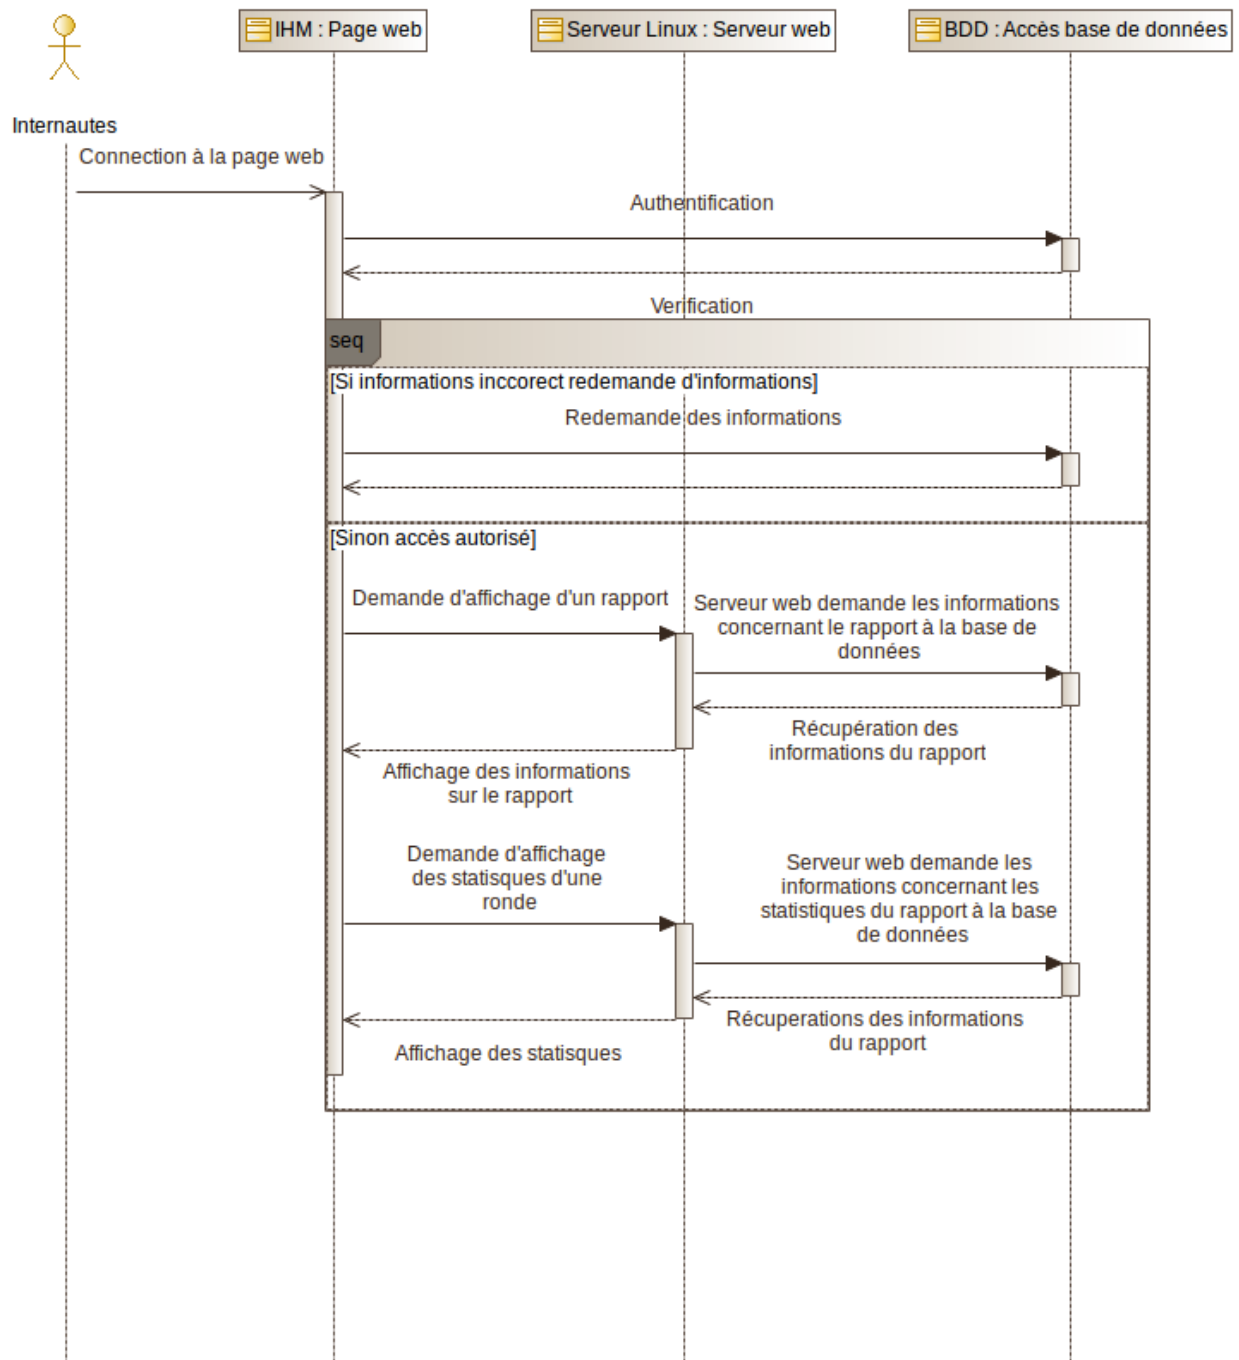 IHM : Page web
Serveur Linux : Serveur web
BDD : Accès base de données
Internautes
Connection à la page web
Authentification
Verification
seq
[Si informations inccorect redemande d'informations]
Redemande des informations
[Sinon accès autorisé]
Demande d'affichage d'un rapport
Serveur web demande les informations
concernant le rapport à la base de
données
Récupération des
informations du rapport
Affichage des informations
sur le rapport
Demande d'affichage
des statisques d'une
ronde
Serveur web demande les
informations concernant les
statistiques du rapport à la base
de données
Récuperations des informations
du rapport
Affichage des statisques